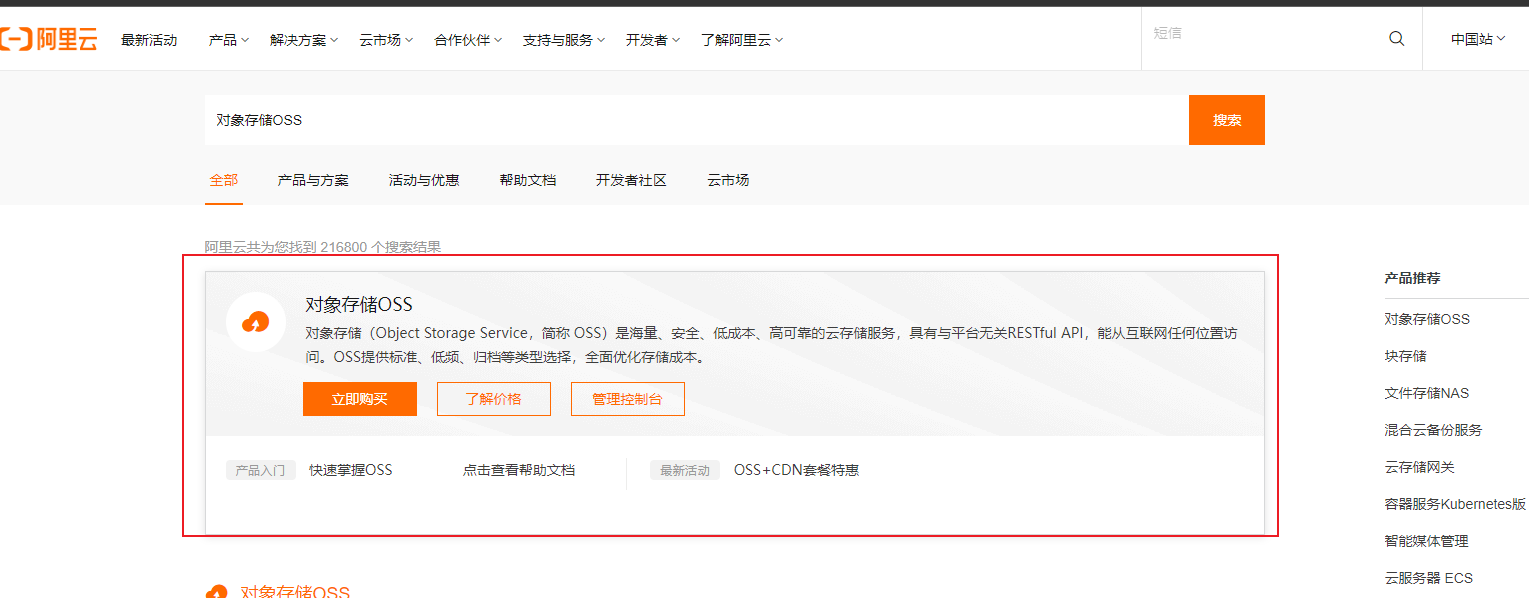 阿里云 最新活动 产品 解决方案 云市场 合作伙伴 支持与服务 开发者 了解阿里云 短信 中国站
对象存储OSS 搜索
全部 产品与方案 活动与优惠 帮助文档 开发者社区 云市场
阿里云共为您找到 216800 个搜索结果
对象存储OSS
对象存储（Object Storage Service，简称 OSS）是海量、安全、低成本、高可靠的云存储服务，具有与平台无关RESTful API，能从互联网任何位置访
问。OSS提供标准、低频、归档等类型选择，全面优化存储成本。
立即购买 了解价格 管理控制台
产品入门 快速掌握OSS 点击查看帮助文档 最新活动 OSS+CDN套餐特惠
对象存储OSS
产品推荐
对象存储OSS
块存储
文件存储NAS
混合云备份服务
云存储网关
容器服务Kubernetes版
智能媒体管理
云服务器 ECS